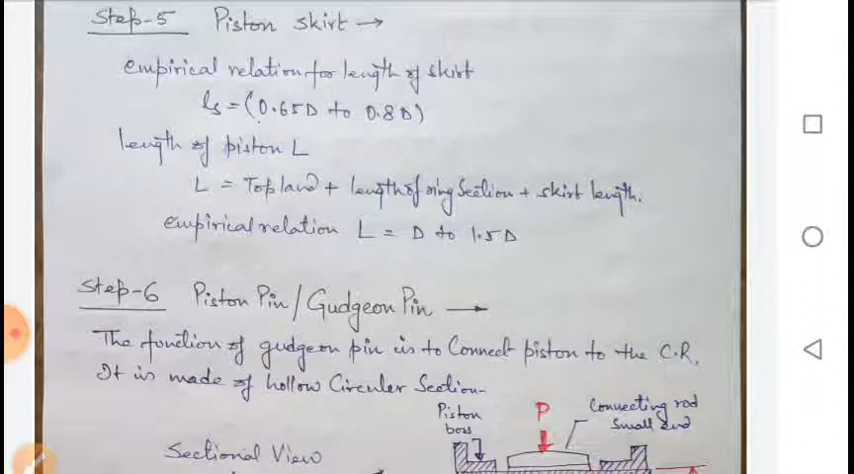 Step-5 Piston skirt →
empirical relation for length of skirt
ls = (0.65D to 0.8D)
length of piston L
L = Top land + length of ring section + skirt length.
empirical relation L = D to 1.5D
Step-6 Piston Pin / Gudgeon Pin →
The function of gudgeon pin is to Connect piston to the C.R.
It is made of hollow Circular Section-
Piston boss
P
Connecting rod
small end
Sectional View